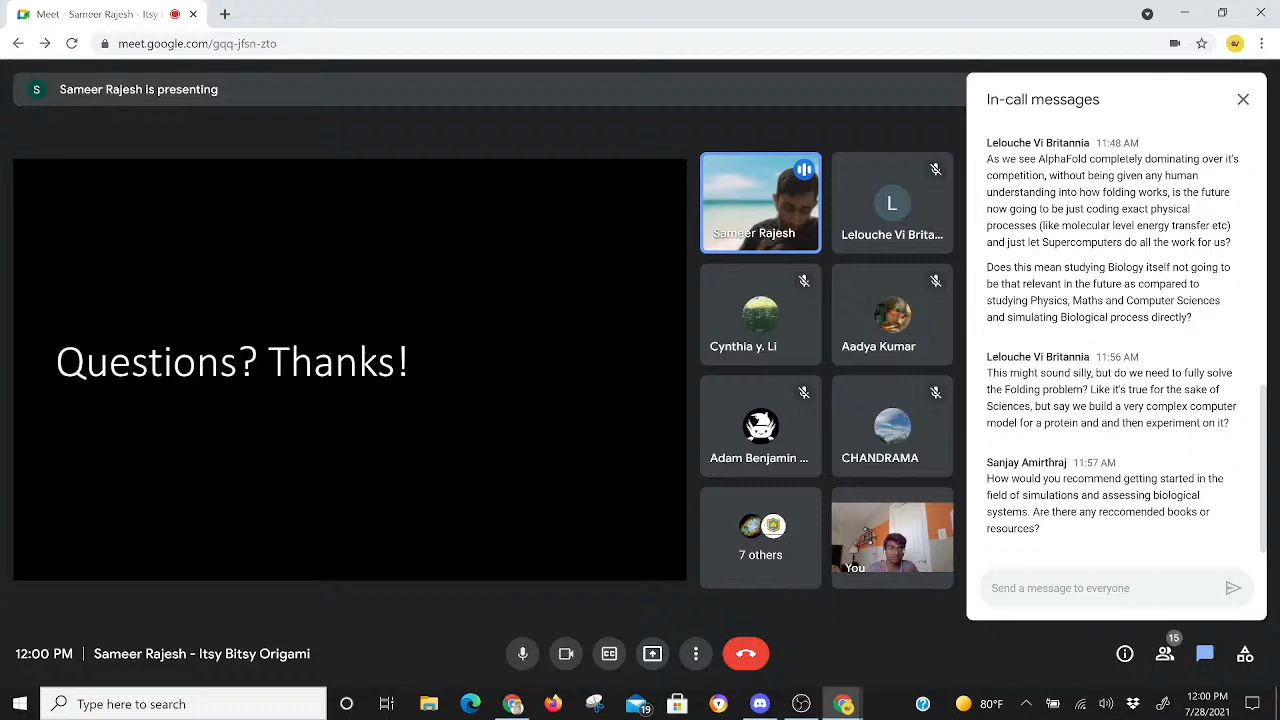 Meet - Sameer Rajesh - Itsy I
meet.google.com/gqq-jfsn-zto
S
Sameer Rajesh is presenting
Questions? Thanks!
Sameer Rajesh
L
Lelouche Vi Brita...
Cynthia y. Li
Aadya Kumar
Adam Benjamin ...
CHANDRAMA
7 others
You
In-call messages
Lelouche Vi Britannia 11:48 AM
As we see AlphaFold completely dominating over it's
competition, without being given any human
understanding into how folding works, is the future
now going to be just coding exact physical
processes (like molecular level energy transfer etc)
and just let Supercomputers do all the work for us?
Does this mean studying Biology itself not going to
be that relevant in the future as compared to
studying Physics, Maths and Computer Sciences
and simulating Biological process directly?
Lelouche Vi Britannia 11:56 AM
This might sound silly, but do we need to fully solve
the Folding problem? Like it's true for the sake of
Sciences, but say we build a very complex computer
model for a protein and and then experiment on it?
Sanjay Amirthraj 11:57 AM
How would you recommend getting started in the
field of simulations and assessing biological
systems. Are there any reccomended books or
resources?
Send a message to everyone
12:00 PM | Sameer Rajesh - Itsy Bitsy Origami
15
Type here to search
19
80°F
12:00 PM
7/28/2021